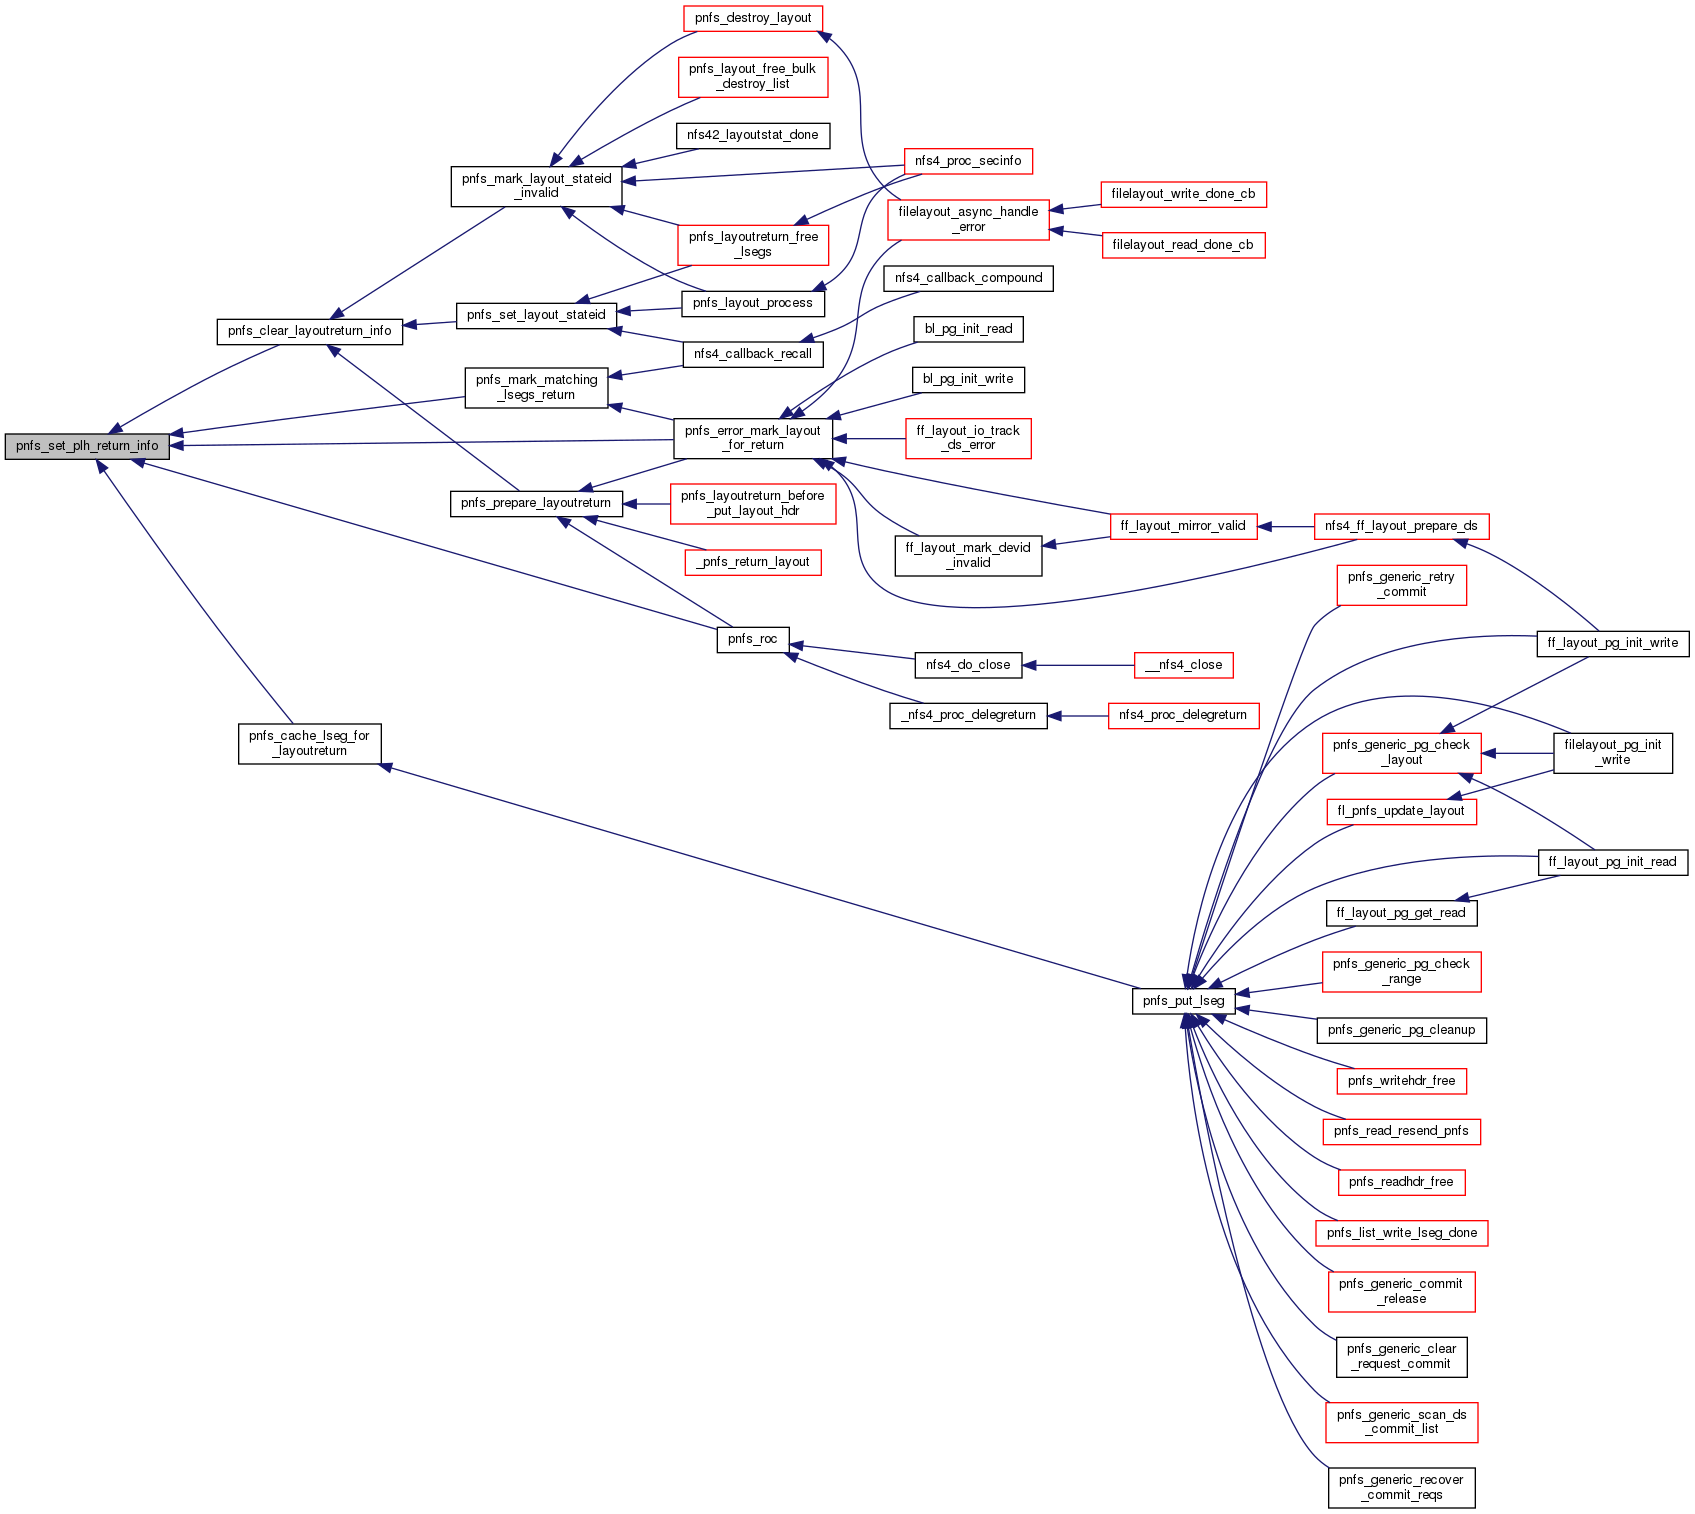 pnfs_destroy_layout
pnfs_layout_free_bulk
_destroy_list
nfs42_layoutstat_done
nfs4_proc_secinfo
pnfs_mark_layout_stateid
_invalid
filelayout_write_done_cb
filelayout_async_handle
_error
pnfs_layoutreturn_free
_lsegs
filelayout_read_done_cb
nfs4_callback_compound
pnfs_layout_process
pnfs_set_layout_stateid
pnfs_clear_layoutreturn_info
bl_pg_init_read
nfs4_callback_recall
pnfs_mark_matching
_lsegs_return
bl_pg_init_write
pnfs_set_plh_return_info
pnfs_error_mark_layout
_for_return
ff_layout_io_track
_ds_error
pnfs_prepare_layoutreturn
pnfs_layoutreturn_before
_put_layout_hdr
ff_layout_mirror_valid
nfs4_ff_layout_prepare_ds
ff_layout_mark_devid
_invalid
_pnfs_return_layout
pnfs_generic_retry
_commit
pnfs_roc
ff_layout_pg_init_write
nfs4_do_close
__nfs4_close
_nfs4_proc_delegreturn
nfs4_proc_delegreturn
pnfs_cache_lseg_for
_layoutreturn
pnfs_generic_pg_check
_layout
filelayout_pg_init
_write
fl_pnfs_update_layout
ff_layout_pg_init_read
ff_layout_pg_get_read
pnfs_generic_pg_check
_range
pnfs_put_lseg
pnfs_generic_pg_cleanup
pnfs_writehdr_free
pnfs_read_resend_pnfs
pnfs_readhdr_free
pnfs_list_write_lseg_done
pnfs_generic_commit
_release
pnfs_generic_clear
_request_commit
pnfs_generic_scan_ds
_commit_list
pnfs_generic_recover
_commit_reqs